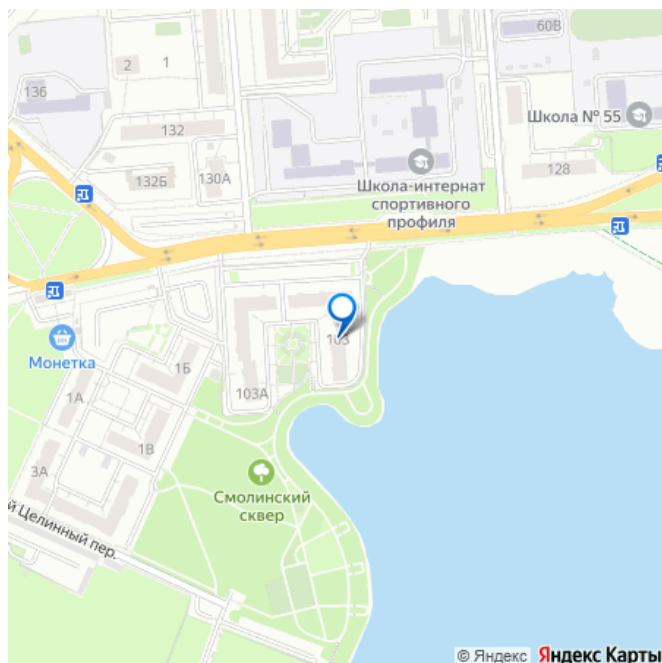 60В
2
1
136
Школа № 55
132
128
132Б
130А
Школа-интернат
спортивного
профиля
103
Монетка
1Б
103А
1А
1В
3А
Смолинский
сквер
й Целинный пер.
© Яндекс Яндекс Карты